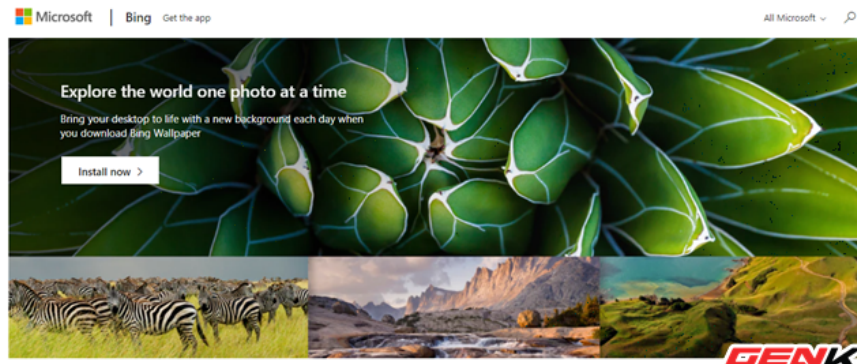 Microsoft | Bing Get the app All Microsoft
Explore the world one photo at a time
Bring your desktop to life with a new background each day when
you download Bing Wallpaper
Install now >
GENK